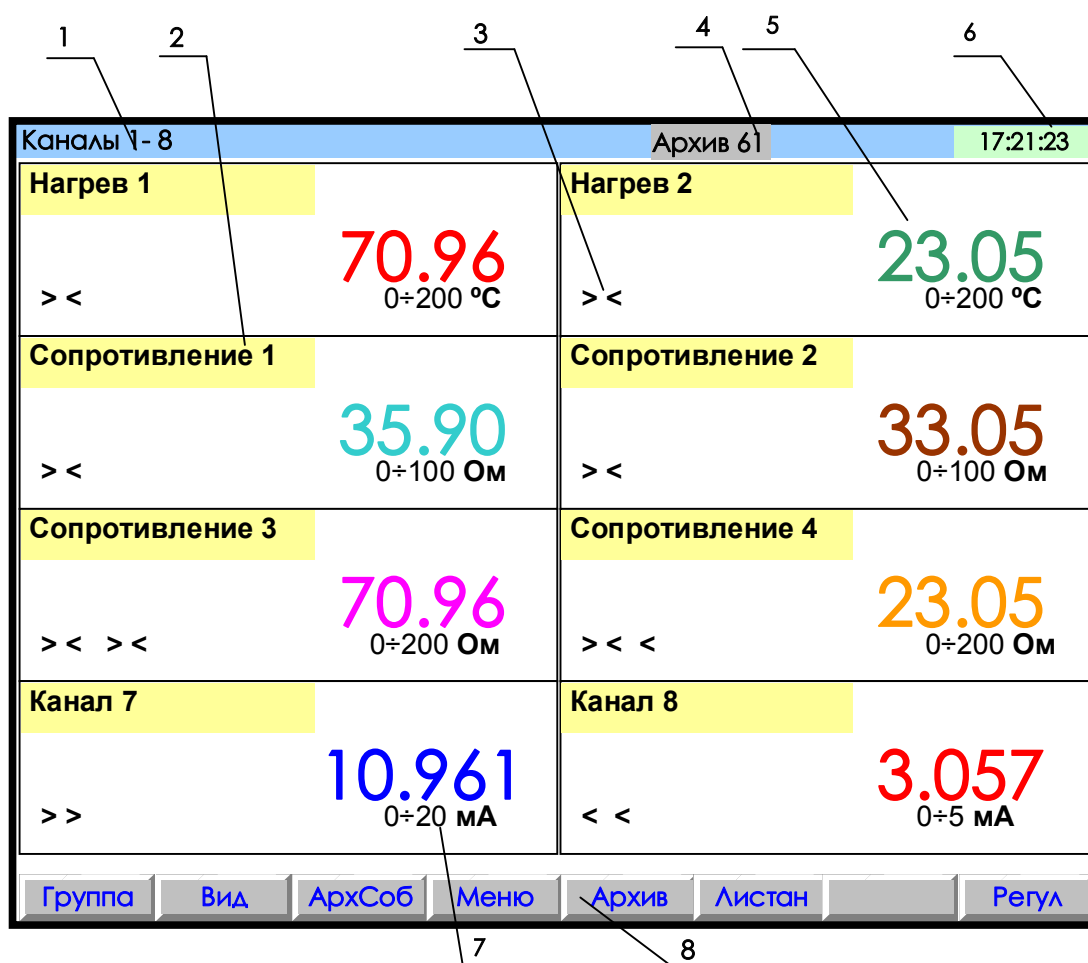 1 2 3 4 5 6
Каналы 1- 8 Архив 61 17:21:23
Нагрев 1 Нагрев 2
70.96 23.05
> < 0÷200 ºC > < 0÷200 ºC
Сопротивление 1 Сопротивление 2
35.90 33.05
> < 0÷100 Ом > < 0÷100 Ом
Сопротивление 3 Сопротивление 4
70.96 23.05
> < > < 0÷200 Ом > < < 0÷200 Ом
Канал 7 Канал 8
10.961 3.057
> > 0÷20 мА < < 0÷5 мА
Группа Вид АрхСоб Меню Архив Листан Регул
7 8